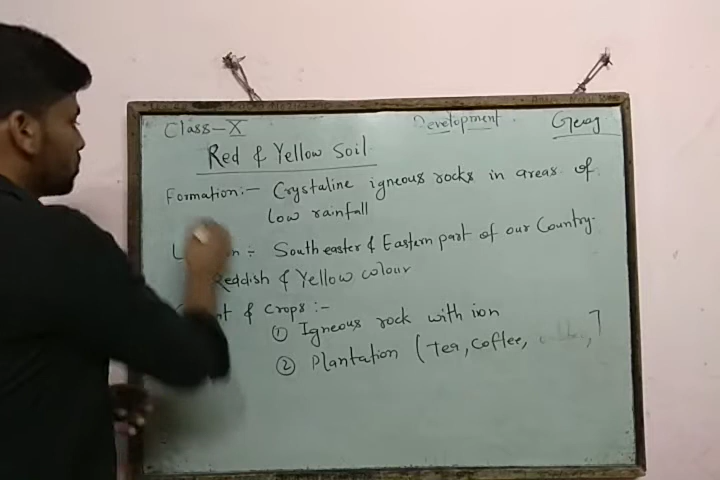 Class-X Development Geog
Red & Yellow Soil
Formation:- Crystaline igneous rocks in areas of
low rainfall
:- South easter & Eastern part of our Country.
Reddish & Yellow colour
& crops:-
① Igneous rock with ion
② Plantation (Tea, Coffee,